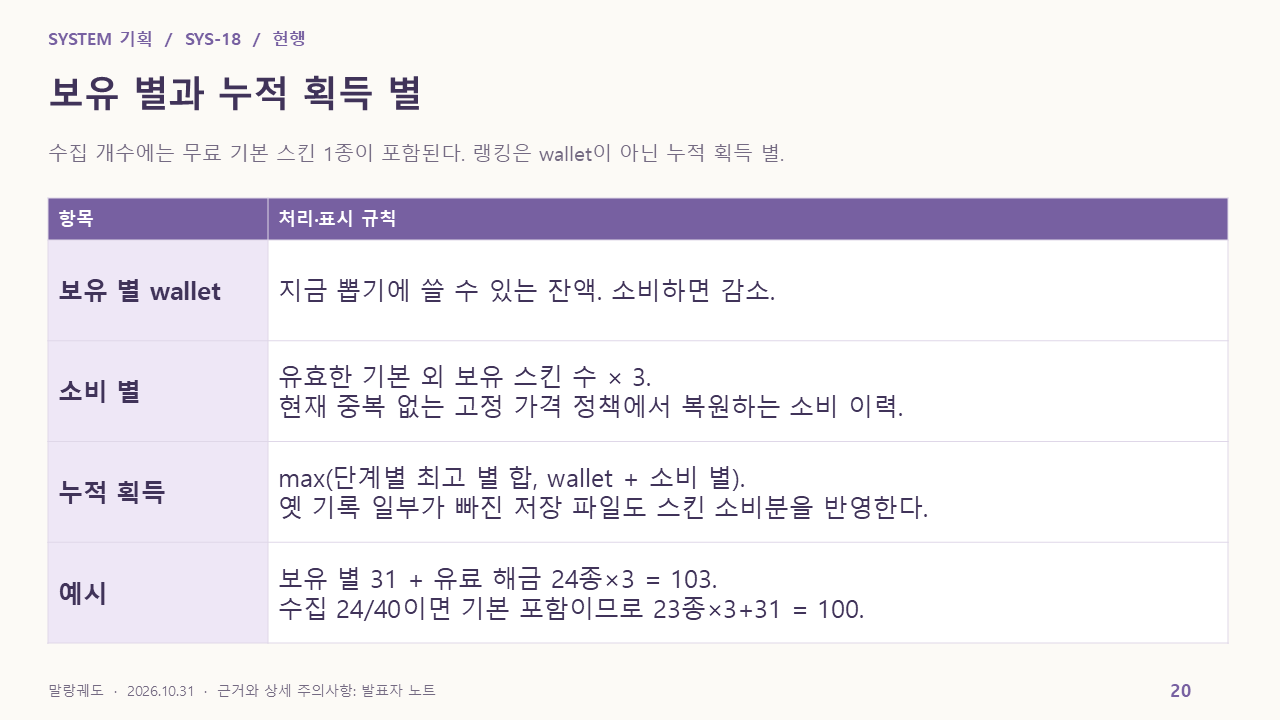 SYSTEM 기획 / SYS-18 / 현행
보유 별과 누적 획득 별
수집 개수에는 무료 기본 스킨 1종이 포함된다. 랭킹은 wallet이 아닌 누적 획득 별.
항목
처리·표시 규칙
보유 별 wallet
지금 뽑기에 쓸 수 있는 잔액. 소비하면 감소.
소비 별
유효한 기본 외 보유 스킨 수 × 3.
현재 중복 없는 고정 가격 정책에서 복원하는 소비 이력.
누적 획득
max(단계별 최고 별 합, wallet + 소비 별).
옛 기록 일부가 빠진 저장 파일도 스킨 소비분을 반영한다.
예시
보유 별 31 + 유료 해금 24종×3 = 103.
수집 24/40이면 기본 포함이므로 23종×3+31 = 100.
말랑궤도 · 2026.10.31 · 근거와 상세 주의사항: 발표자 노트
20